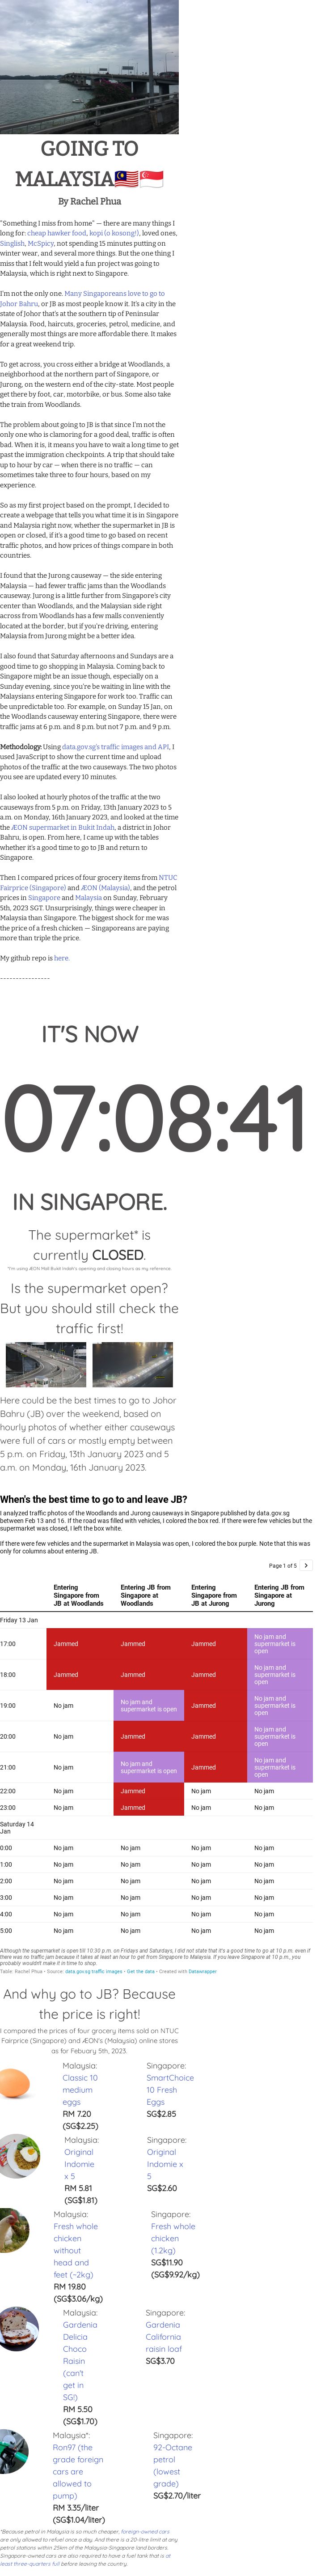 GOING TO
MALAYSIA🇲🇾🇸🇬
By Rachel Phua
"Something I miss from home" — there are many things I
long for: cheap hawker food, kopi (o kosong!), loved ones,
Singlish, McSpicy, not spending 15 minutes putting on
winter wear, and several more things. But the one thing I
miss that I felt would yield a fun project was going to
Malaysia, which is right next to Singapore.
I'm not the only one. Many Singaporeans love to go to
Johor Bahru, or JB as most people know it. It's a city in the
state of Johor that's at the southern tip of Peninsular
Malaysia. Food, haircuts, groceries, petrol, medicine, and
generally most things are more affordable there. It makes
for a great weekend trip.
To get across, you cross either a bridge at Woodlands, a
neighborhood at the northern part of Singapore, or
Jurong, on the western end of the city-state. Most people
get there by foot, car, motorbike, or bus. Some also take
the train from Woodlands.
The problem about going to JB is that since I'm not the
only one who is clamoring for a good deal, traffic is often
bad. When it is, it means you have to wait a long time to get
past the immigration checkpoints. A trip that should take
up to hour by car — when there is no traffic — can
sometimes take three to four hours, based on my
experience.
So as my first project based on the prompt, I decided to
create a webpage that tells you what time it is in Singapore
and Malaysia right now, whether the supermarket in JB is
open or closed, if it's a good time to go based on recent
traffic photos, and how prices of things compare in both
countries.
I found that the Jurong causeway — the side entering
Malaysia — had fewer traffic jams than the Woodlands
causeway. Jurong is a little further from Singapore's city
center than Woodlands, and the Malaysian side right
across from Woodlands has a few malls conveniently
located at the border, but if you're driving, entering
Malaysia from Jurong might be a better idea.
I also found that Saturday afternoons and Sundays are a
good time to go shopping in Malaysia. Coming back to
Singapore might be an issue though, especially on a
Sunday evening, since you're be waiting in line with the
Malaysians entering Singapore for work too. Traffic can
be unpredictable too. For example, on Sunday, Jan 15, on
the Woodlands causeway entering Singapore, there were
traffic jams at 6 p.m. and 8 p.m. but not 7 p.m. and 9 p.m.
Methodology: Using data.gov.sg's traffic images and API, I
used JavaScript to show the current time and upload
photos of the traffic at the two causeways. The two photos
you see are updated every 10 minutes.
I also looked at hourly photos of the traffic at the two
causeways from 5 p.m. on Friday, 13th January 2023 to 5
a.m. on Monday, 16th January 2023, and looked at the time
the ÆON supermarket in Bukit Indah, a district in Johor
Bahru, is open. From here, I came up with the tables
whether it's a good time to go to JB and return to
Singapore.
Then I compared prices of four grocery items from NTUC
Fairprice (Singapore) and ÆON (Malaysia), and the petrol
prices in Singapore and Malaysia on Sunday, February
5th, 2023 SGT. Unsurprisingly, things were cheaper in
Malaysia than Singapore. The biggest shock for me was
the price of a fresh chicken — Singaporeans are paying
more than triple the price.
My github repo is here.
----------------
IT'S NOW
07:08:41
IN SINGAPORE.
The supermarket* is
currently CLOSED.
*I'm using ÆON Mall Bukit Indah's opening and closing hours as my reference.
Is the supermarket open?
But you should still check the
traffic first!
Here could be the best times to go to Johor
Bahru (JB) over the weekend, based on
hourly photos of whether either causeways
were full of cars or mostly empty between
5 p.m. on Friday, 13th January 2023 and 5
a.m. on Monday, 16th January 2023.
When's the best time to go to and leave JB?
I analyzed traffic photos of the Woodlands and Jurong causeways in Singapore published by data.gov.sg
between Feb 13 and 16. If the road was filled with vehicles, I colored the box red. If there were few vehicles but the
supermarket was closed, I left the box white.
If there were few vehicles and the supermarket in Malaysia was open, I colored the box purple. Note that this was
only for columns about entering JB.
Page 1 of 5 >
Entering Singapore from JB at Woodlands Entering JB from Singapore at Woodlands Entering Singapore from JB at Jurong Entering JB from Singapore at Jurong
Friday 13 Jan
17:00 Jammed Jammed Jammed No jam and supermarket is open
18:00 Jammed Jammed Jammed No jam and supermarket is open
19:00 No jam No jam and supermarket is open Jammed No jam and supermarket is open
20:00 No jam Jammed Jammed No jam and supermarket is open
21:00 No jam No jam and supermarket is open Jammed No jam and supermarket is open
22:00 No jam Jammed No jam No jam
23:00 No jam Jammed No jam No jam
Saturday 14 Jan
0:00 No jam No jam No jam No jam
1:00 No jam No jam No jam No jam
2:00 No jam No jam No jam No jam
3:00 No jam No jam No jam No jam
4:00 No jam No jam No jam No jam
5:00 No jam No jam No jam No jam
Although the supermarket is open till 10:30 p.m. on Fridays and Saturdays, I did not state that it's a good time to go at 10 p.m. even if
there was no traffic jam because it takes at least an hour to get from Singapore to Malaysia. If you leave Singapore at 10 p.m., you
probably wouldn't make it in time to shop.
Table: Rachel Phua • Source: data.gov.sg traffic images • Get the data • Created with Datawrapper
And why go to JB? Because
the price is right!
I compared the prices of four grocery items sold on NTUC
Fairprice (Singapore) and ÆON's (Malaysia) online stores
as for Febuary 5th, 2023.
Malaysia:
Classic 10
medium
eggs
RM 7.20
(SG$2.25)
Singapore:
SmartChoice
10 Fresh
Eggs
SG$2.85
Malaysia:
Original
Indomie
x 5
RM 5.81
(SG$1.81)
Singapore:
Original
Indomie x
5
SG$2.60
Malaysia:
Fresh whole
chicken
without
head and
feet (~2kg)
RM 19.80
(SG$3.06/kg)
Singapore:
Fresh whole
chicken
(1.2kg)
SG$11.90
(SG$9.92/kg)
Malaysia:
Gardenia
Delicia
Choco
Raisin
(can't
get in
SG!)
RM 5.50
(SG$1.70)
Singapore:
Gardenia
California
raisin loaf
SG$3.70
Malaysia*:
Ron97 (the
grade foreign
cars are
allowed to
pump)
RM 3.35/liter
(SG$1.04/liter)
Singapore:
92-Octane
petrol
(lowest
grade)
SG$2.70/liter
*Because petrol in Malaysia is so much cheaper, foreign-owned cars
are only allowed to refuel once a day. And there is a 20-litre limit at any
petrol stations within 25km of the Malaysia-Singapore land borders.
Singapore-owned cars are also required to have a fuel tank that is at
least three-quarters full before leaving the country.